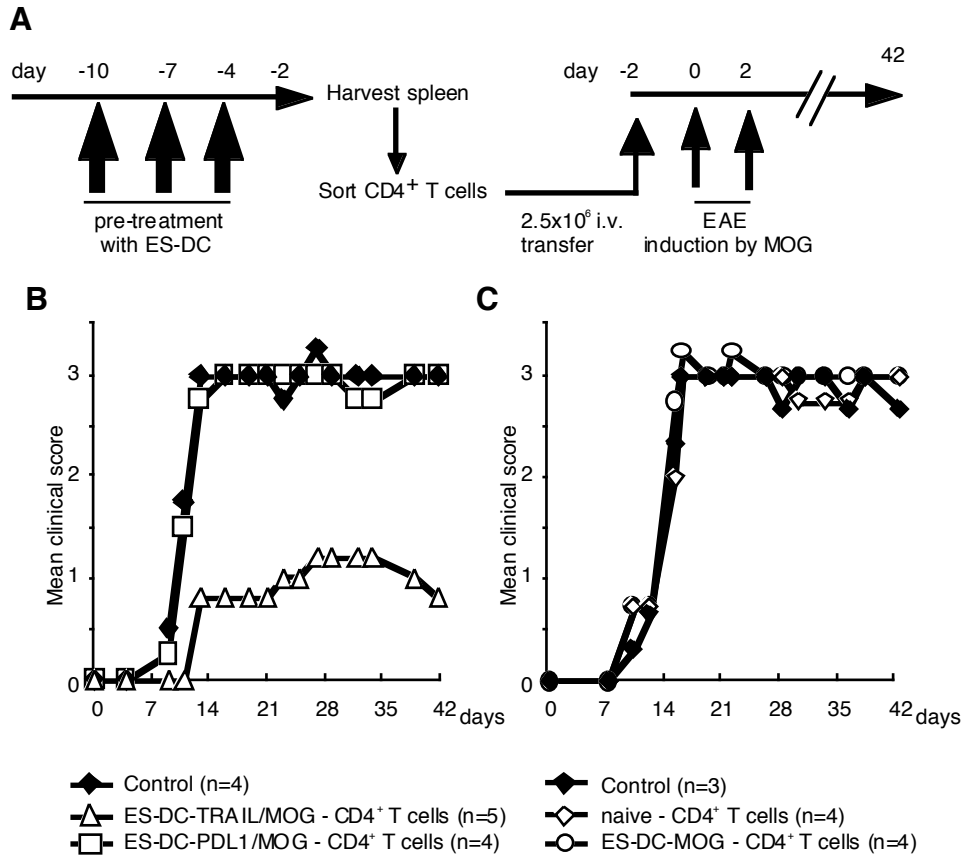 A
day -10 -7 -4 -2
Harvest spleen
Sort CD4+ T cells
pre-treatment
with ES-DC
day -2 0 2 42
2.5x10⁶ i.v.
transfer
EAE
induction by MOG
B
Mean clinical score
3
2
1
0
0 7 14 21 28 35 42 days
Control (n=4)
ES-DC-TRAIL/MOG - CD4⁺ T cells (n=5)
ES-DC-PDL1/MOG - CD4⁺ T cells (n=4)
C
Mean clinical score
3
2
1
0
0 7 14 21 28 35 42 days
Control (n=3)
naive - CD4⁺ T cells (n=4)
ES-DC-MOG - CD4⁺ T cells (n=4)